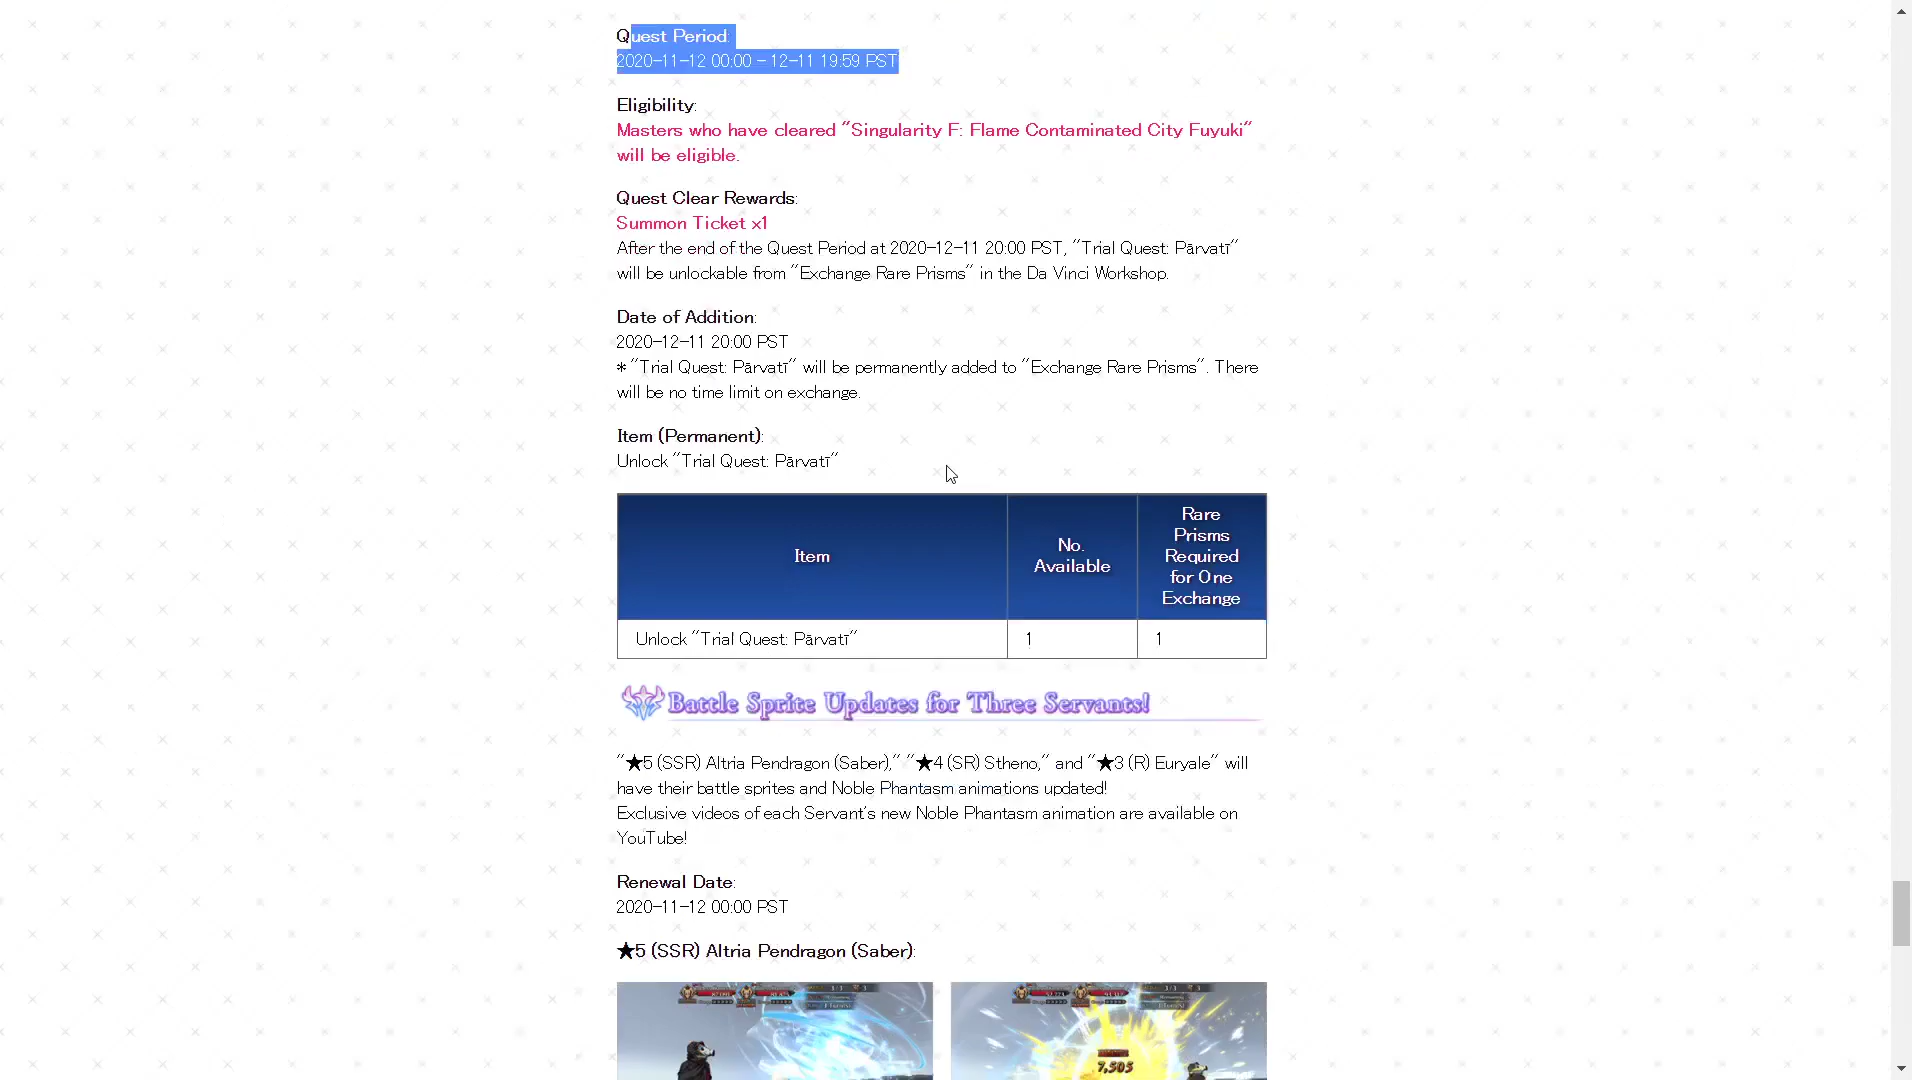 Quest Period:
2020-11-12 00:00 - 12-11 19:59 PST
Eligibility:
Masters who have cleared "Singularity F: Flame Contaminated City Fuyuki"
will be eligible.
Quest Clear Rewards:
Summon Ticket x1
After the end of the Quest Period at 2020-12-11 20:00 PST, "Trial Quest: Pārvatī"
will be unlockable from "Exchange Rare Prisms" in the Da Vinci Workshop.
Date of Addition:
2020-12-11 20:00 PST
* "Trial Quest: Pārvatī" will be permanently added to "Exchange Rare Prisms". There
will be no time limit on exchange.
Item (Permanent):
Unlock "Trial Quest: Pārvatī"
Item
No.
Available
Rare
Prisms
Required
for One
Exchange
Unlock "Trial Quest: Pārvatī"
1
1
Battle Sprite Updates for Three Servants!
"★5 (SSR) Altria Pendragon (Saber)," "★4 (SR) Stheno," and "★3 (R) Euryale" will
have their battle sprites and Noble Phantasm animations updated!
Exclusive videos of each Servant's new Noble Phantasm animation are available on
YouTube!
Renewal Date:
2020-11-12 00:00 PST
★5 (SSR) Altria Pendragon (Saber):
7,505